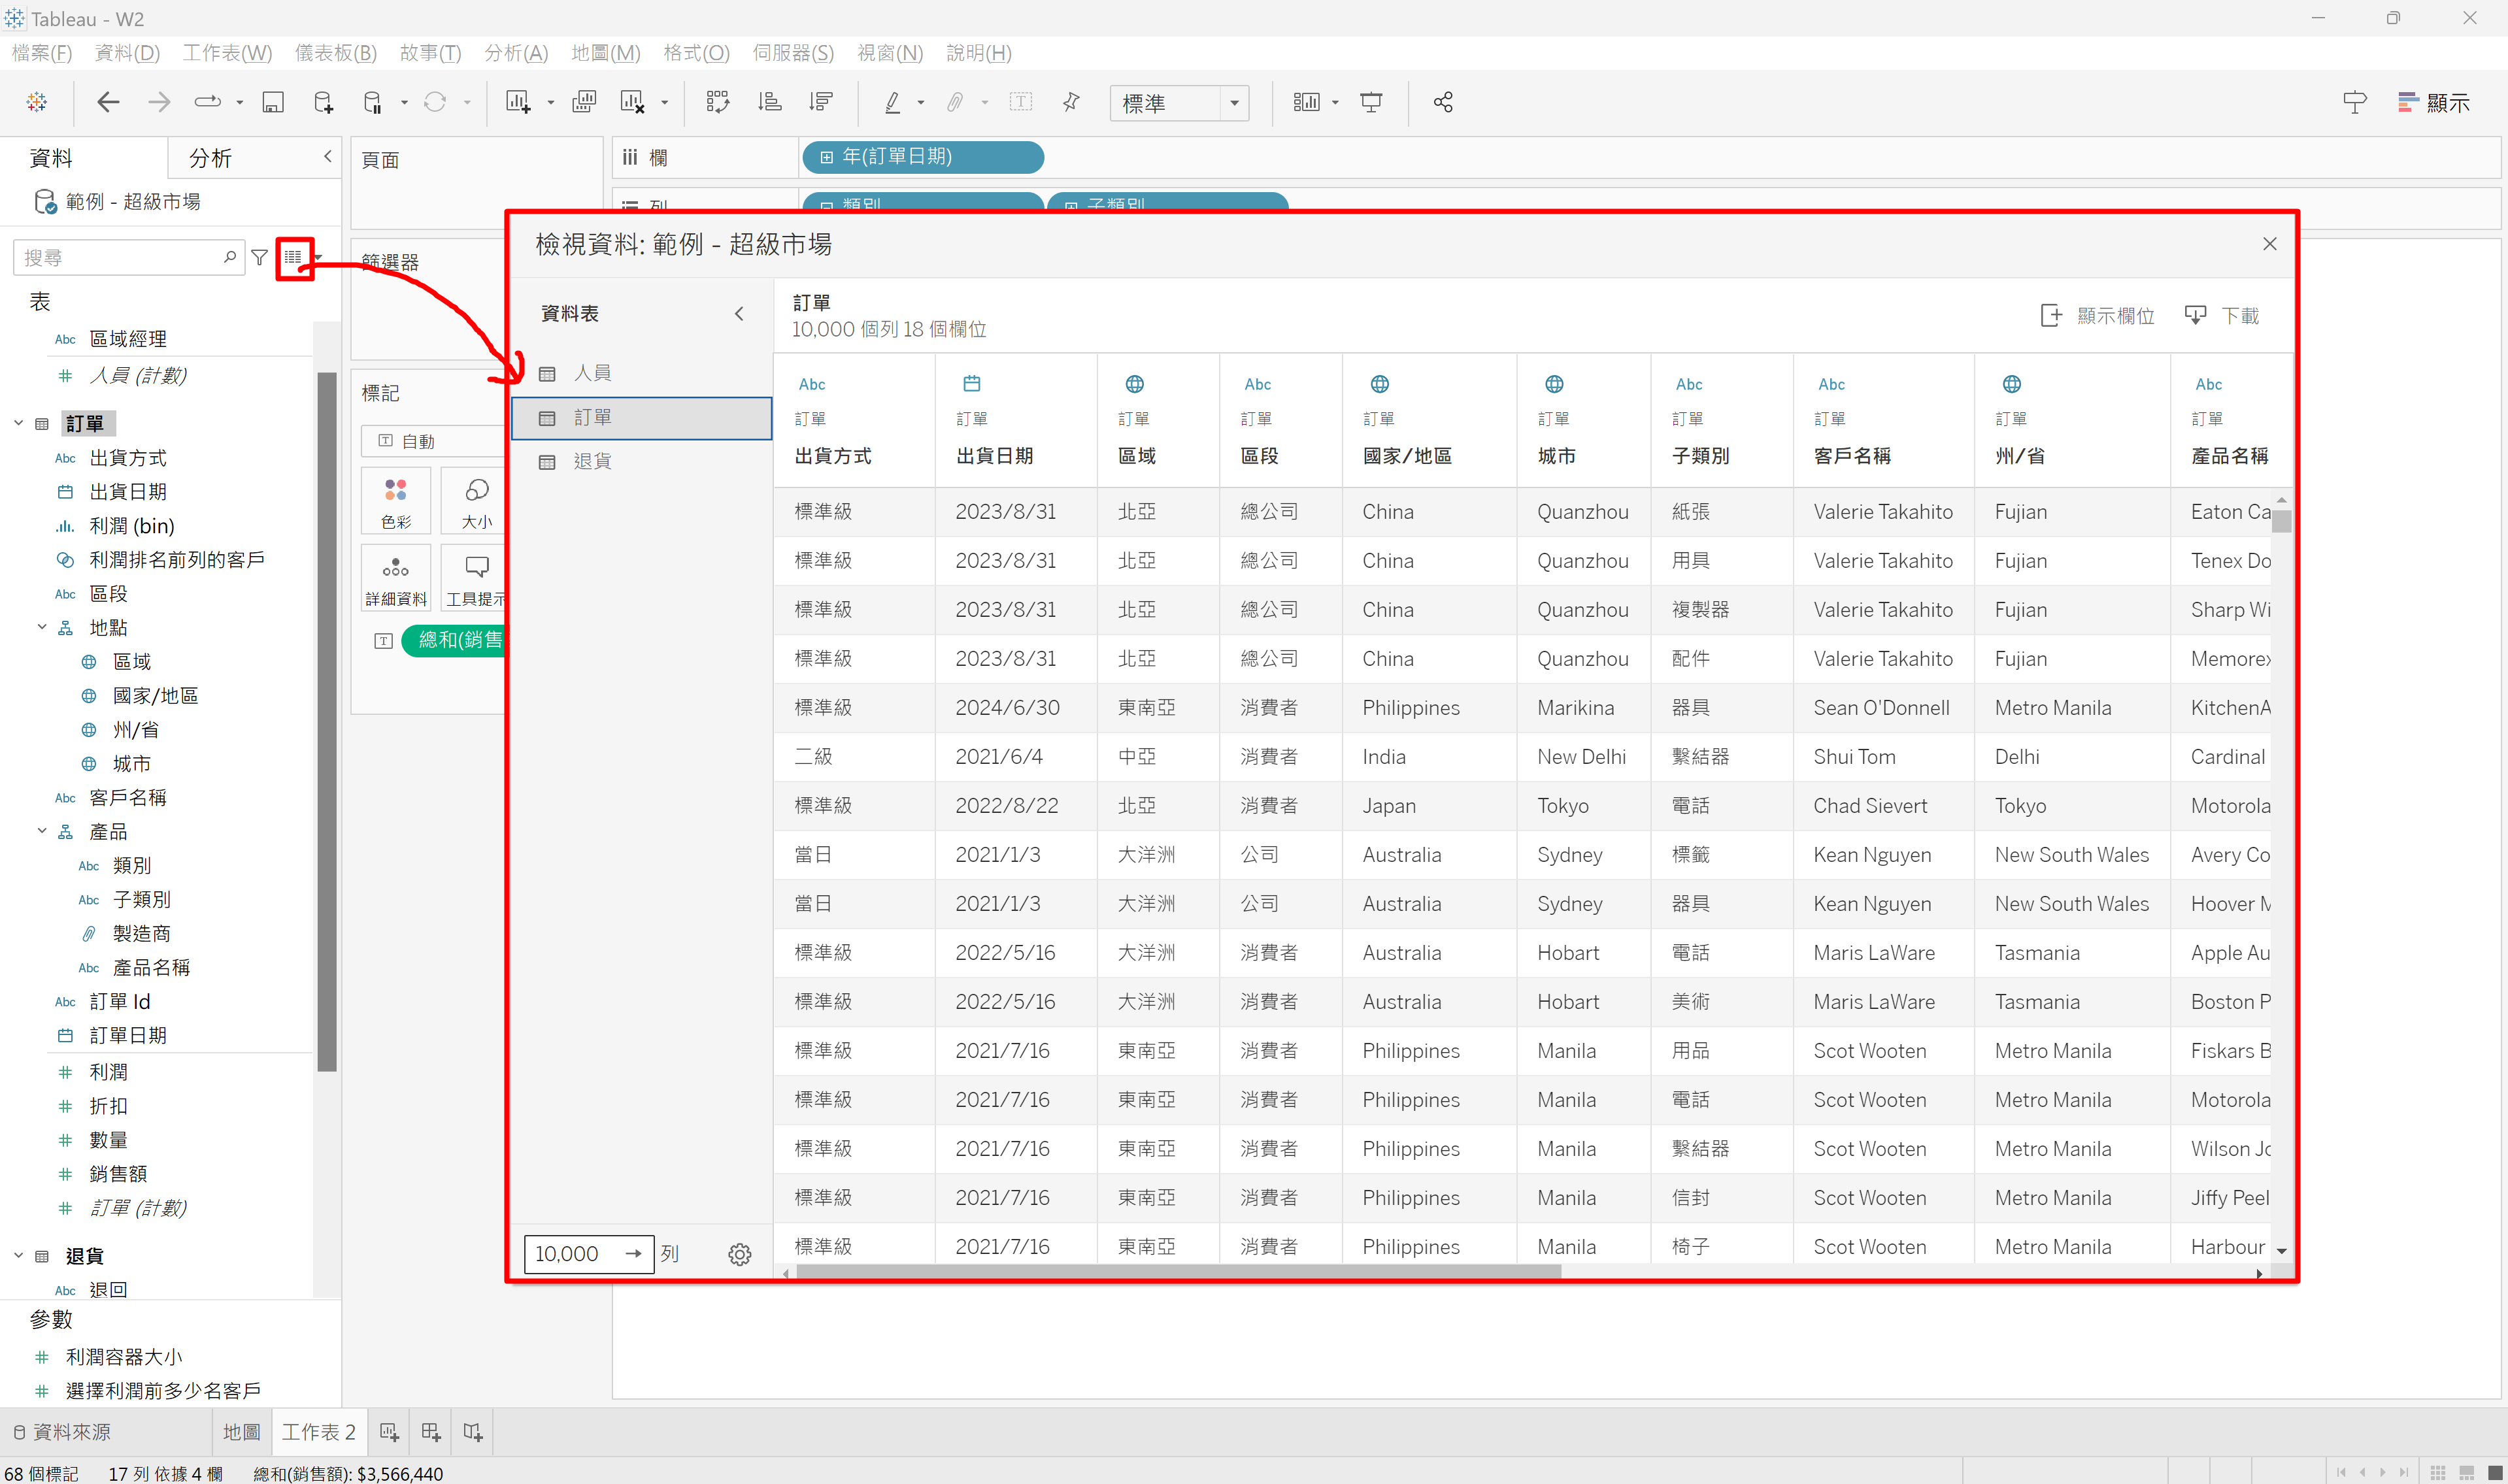 Tableau - W2
檔案(F) 資料(D) 工作表(W) 儀表板(B) 故事(T) 分析(A) 地圖(M) 格式(O) 伺服器(S) 視窗(N) 說明(H)
標準
顯示
資料 分析
範例 - 超級市場
搜尋
表
Abc 區域經理
人員 (計數)
訂單
Abc 出貨方式
出貨日期
利潤 (bin)
利潤排名前列的客戶
Abc 區段
地點
區域
國家/地區
州/省
城市
Abc 客戶名稱
產品
Abc 類別
Abc 子類別
製造商
Abc 產品名稱
Abc 訂單 Id
訂單日期
利潤
折扣
數量
銷售額
訂單 (計數)
退貨
Abc 退回
參數
利潤容器大小
選擇利潤前多少名客戶
頁面
篩選器
標記
自動
色彩 大小
詳細資料 工具提示
總和(銷售
欄 年(訂單日期)
列 類別 子類別
檢視資料: 範例 - 超級市場
資料表
人員
訂單
退貨
10,000 → 列
訂單
10,000 個列 18 個欄位
顯示欄位 下載
Abc Abc Abc Abc Abc
訂單 訂單 訂單 訂單 訂單 訂單 訂單 訂單 訂單 訂單
出貨方式 出貨日期 區域 區段 國家/地區 城市 子類別 客戶名稱 州/省 產品名稱
標準級 2023/8/31 北亞 總公司 China Quanzhou 紙張 Valerie Takahito Fujian Eaton Ca
標準級 2023/8/31 北亞 總公司 China Quanzhou 用具 Valerie Takahito Fujian Tenex Do
標準級 2023/8/31 北亞 總公司 China Quanzhou 複製器 Valerie Takahito Fujian Sharp Wi
標準級 2023/8/31 北亞 總公司 China Quanzhou 配件 Valerie Takahito Fujian Memorex
標準級 2024/6/30 東南亞 消費者 Philippines Marikina 器具 Sean O'Donnell Metro Manila KitchenA
二級 2021/6/4 中亞 消費者 India New Delhi 繫結器 Shui Tom Delhi Cardinal
標準級 2022/8/22 北亞 消費者 Japan Tokyo 電話 Chad Sievert Tokyo Motorola
當日 2021/1/3 大洋洲 公司 Australia Sydney 標籤 Kean Nguyen New South Wales Avery Co
當日 2021/1/3 大洋洲 公司 Australia Sydney 器具 Kean Nguyen New South Wales Hoover M
標準級 2022/5/16 大洋洲 消費者 Australia Hobart 電話 Maris LaWare Tasmania Apple Au
標準級 2022/5/16 大洋洲 消費者 Australia Hobart 美術 Maris LaWare Tasmania Boston P
標準級 2021/7/16 東南亞 消費者 Philippines Manila 用品 Scot Wooten Metro Manila Fiskars B
標準級 2021/7/16 東南亞 消費者 Philippines Manila 電話 Scot Wooten Metro Manila Motorola
標準級 2021/7/16 東南亞 消費者 Philippines Manila 繫結器 Scot Wooten Metro Manila Wilson Jo
標準級 2021/7/16 東南亞 消費者 Philippines Manila 信封 Scot Wooten Metro Manila Jiffy Peel
標準級 2021/7/16 東南亞 消費者 Philippines Manila 椅子 Scot Wooten Metro Manila Harbour
資料來源 地圖 工作表 2
68 個標記 17 列 依據 4 欄 總和(銷售額): $3,566,440